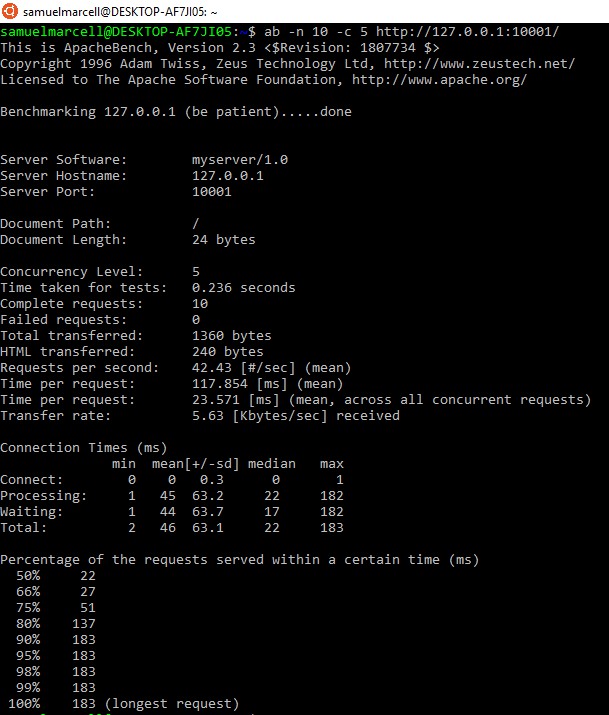 samuelmarcell@DESKTOP-AF7JI05: ~
samuelmarcell@DESKTOP-AF7JI05:~$ ab -n 10 -c 5 http://127.0.0.1:10001/
This is ApacheBench, Version 2.3 <$Revision: 1807734 $>
Copyright 1996 Adam Twiss, Zeus Technology Ltd, http://www.zeustech.net/
Licensed to The Apache Software Foundation, http://www.apache.org/
Benchmarking 127.0.0.1 (be patient).....done
Server Software: myserver/1.0
Server Hostname: 127.0.0.1
Server Port: 10001
Document Path: /
Document Length: 24 bytes
Concurrency Level: 5
Time taken for tests: 0.236 seconds
Complete requests: 10
Failed requests: 0
Total transferred: 1360 bytes
HTML transferred: 240 bytes
Requests per second: 42.43 [#/sec] (mean)
Time per request: 117.854 [ms] (mean)
Time per request: 23.571 [ms] (mean, across all concurrent requests)
Transfer rate: 5.63 [Kbytes/sec] received
Connection Times (ms)
min mean[+/-sd] median max
Connect: 0 0 0.3 0 1
Processing: 1 45 63.2 22 182
Waiting: 1 44 63.7 17 182
Total: 2 46 63.1 22 183
Percentage of the requests served within a certain time (ms)
50% 22
66% 27
75% 51
80% 137
90% 183
95% 183
98% 183
99% 183
100% 183 (longest request)